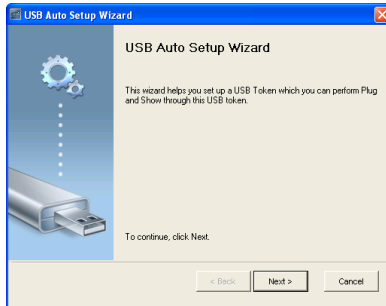 USB Auto Setup Wizard
USB Auto Setup Wizard
This wizard helps you set up a USB Token which you can perform Plug
and Show through this USB token.
To continue, click Next.
< Back
Next >
Cancel